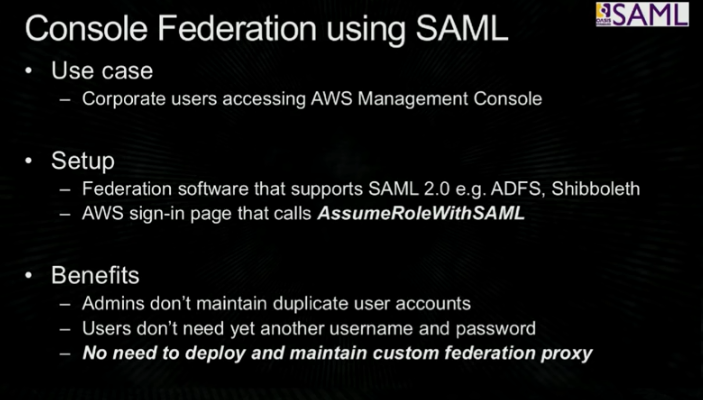 Console Federation using SAML
OASIS SAML
• Use case
– Corporate users accessing AWS Management Console
• Setup
– Federation software that supports SAML 2.0 e.g. ADFS, Shibboleth
– AWS sign-in page that calls AssumeRoleWithSAML
• Benefits
– Admins don't maintain duplicate user accounts
– Users don't need yet another username and password
– No need to deploy and maintain custom federation proxy